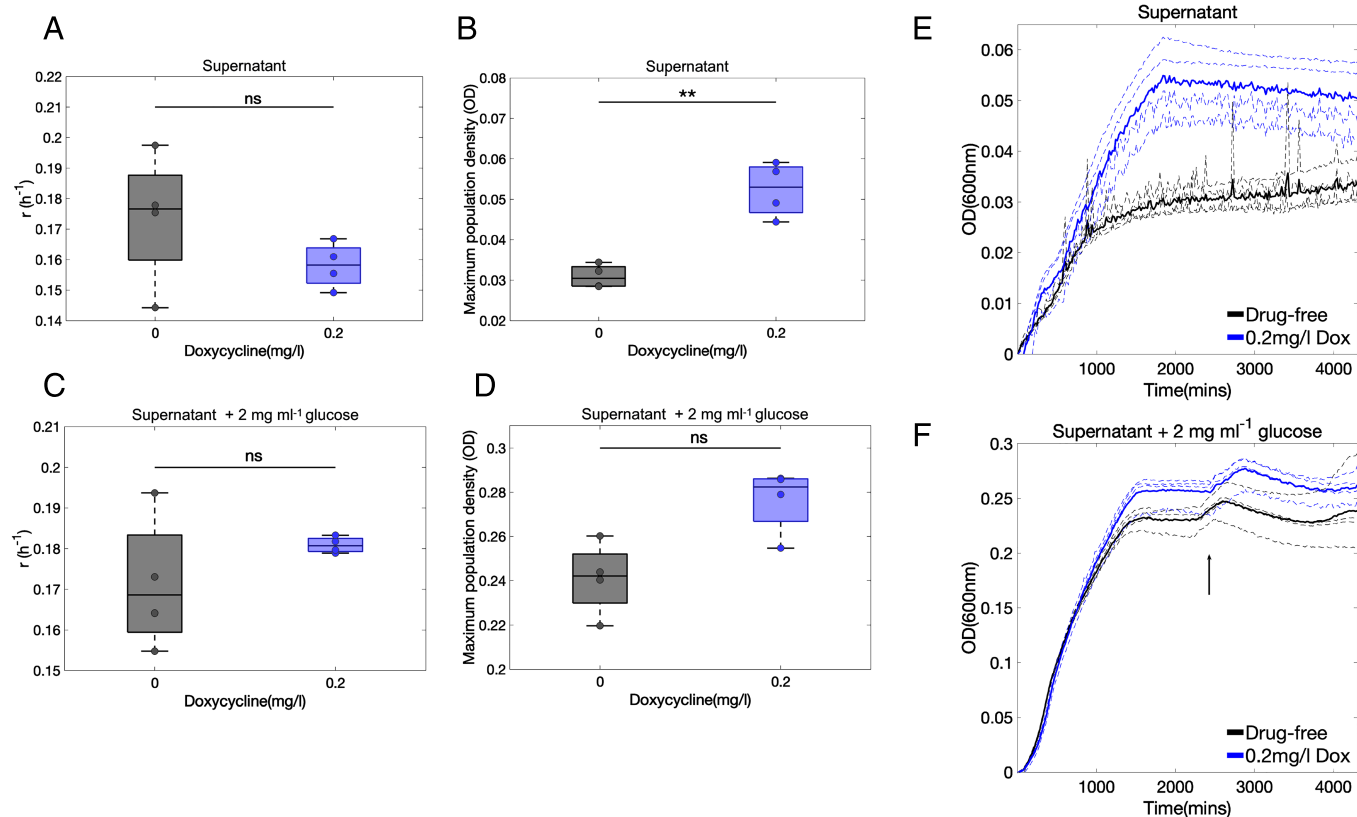 A
Supernatant
ns
0.22
0.21
0.2
0.19
0.18
0.17
0.16
0.15
0.14
r (h⁻¹)
0
0.2
Doxycycline(mg/l)
B
Supernatant
**
0.08
0.07
0.06
0.05
0.04
0.03
0.02
Maximum population density (OD)
0
0.2
Doxycycline(mg/l)
C
Supernatant + 2 mg ml⁻¹ glucose
ns
0.21
0.2
0.19
0.18
0.17
0.16
0.15
r (h⁻¹)
0
0.2
Doxycycline(mg/l)
D
Supernatant + 2 mg ml⁻¹ glucose
ns
0.3
0.28
0.26
0.24
0.22
0.2
Maximum population density (OD)
0
0.2
Doxycycline(mg/l)
E
Supernatant
0.06
0.05
0.04
0.03
0.02
0.01
0
OD(600nm)
Drug-free
0.2mg/l Dox
1000
2000
3000
4000
Time(mins)
F
Supernatant + 2 mg ml⁻¹ glucose
0.3
0.25
0.2
0.15
0.1
0.05
0
OD(600nm)
Drug-free
0.2mg/l Dox
1000
2000
3000
4000
Time(mins)